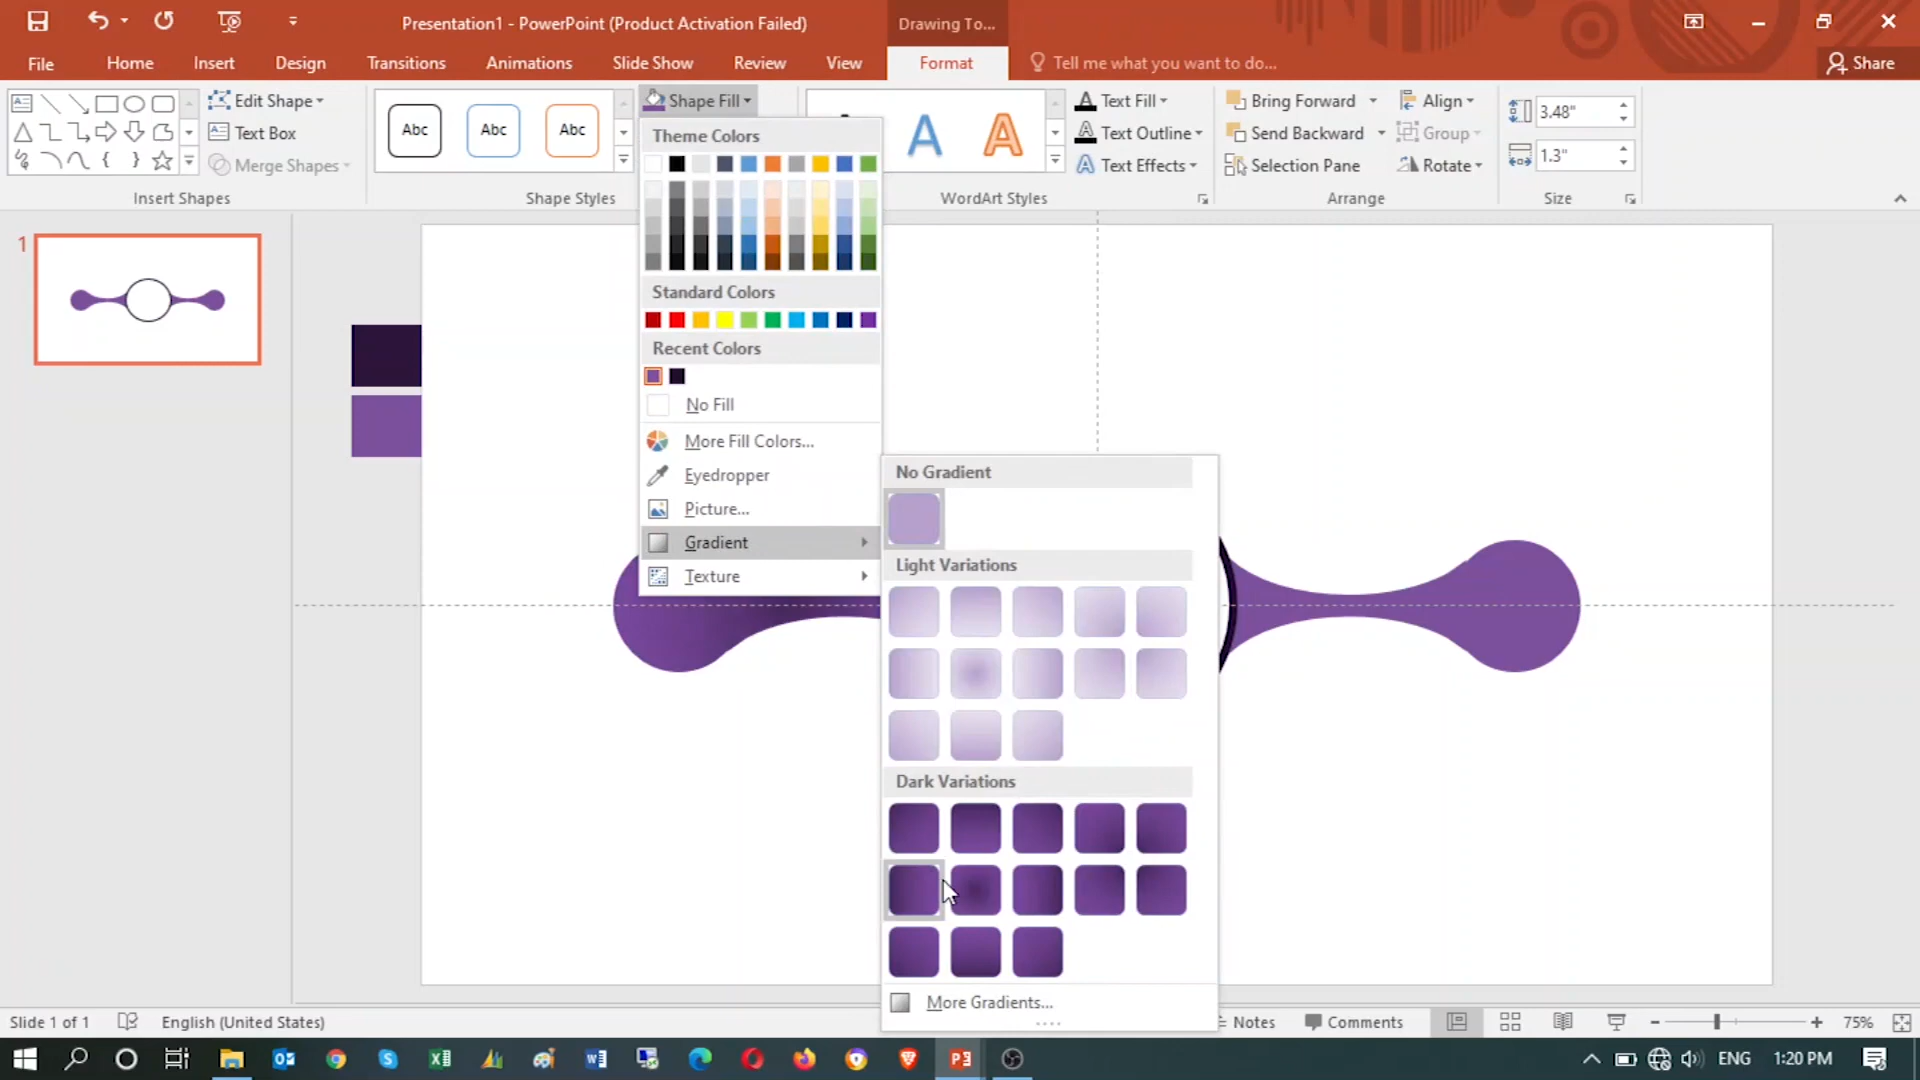 Presentation1 - PowerPoint (Product Activation Failed)
Drawing To...
File
Home
Insert
Design
Transitions
Animations
Slide Show
Review
View
Format
Tell me what you want to do...
Share
Edit Shape
Text Box
Merge Shapes
Insert Shapes
Abc
Abc
Abc
Shape Styles
Shape Fill
Theme Colors
Standard Colors
Recent Colors
No Fill
More Fill Colors...
Eyedropper
Picture...
Gradient
Texture
No Gradient
Light Variations
Dark Variations
More Gradients...
A
A
WordArt Styles
Text Fill
Text Outline
Text Effects
Bring Forward
Send Backward
Selection Pane
Align
Group
Rotate
Arrange
3.48"
1.3"
Size
1
Slide 1 of 1
English (United States)
Notes
Comments
75%
ENG
1:20 PM